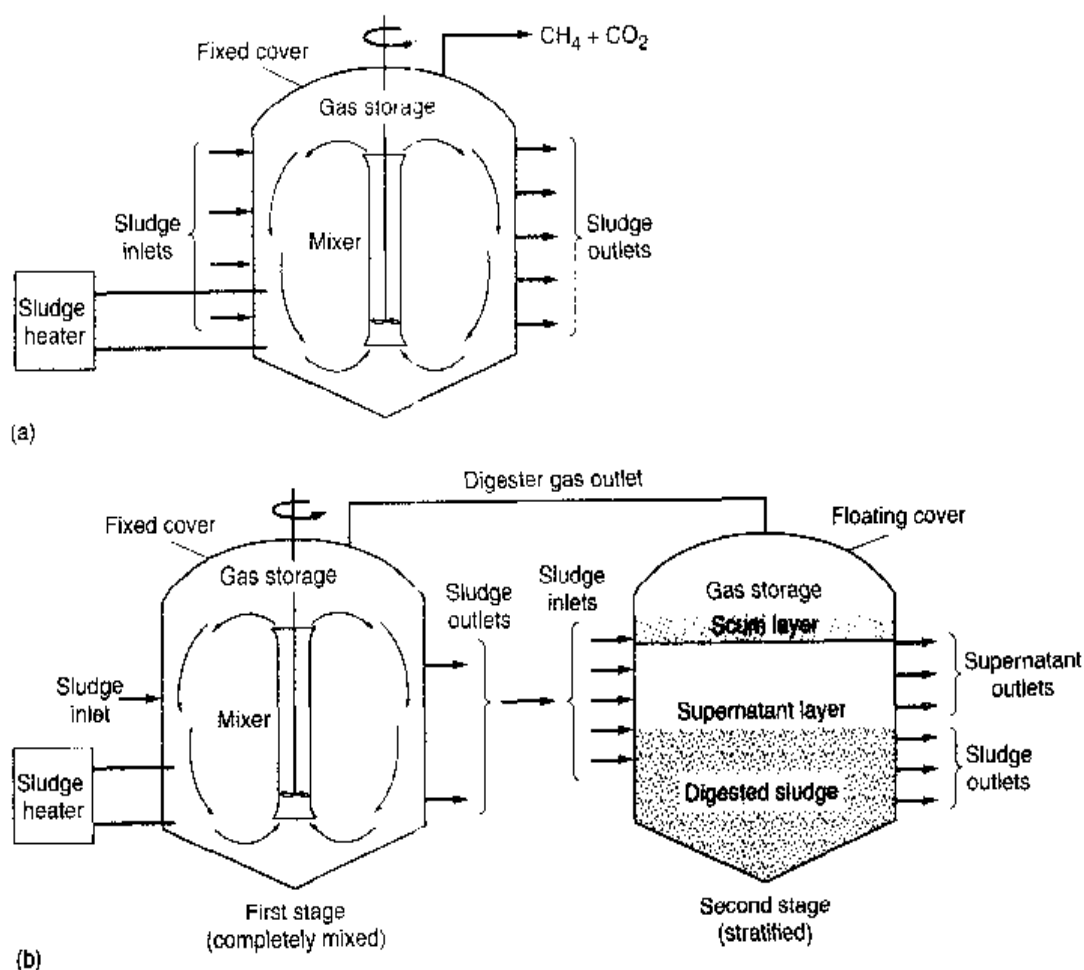 Fixed cover
CH₄ + CO₂
Gas storage
Sludge
inlets
Mixer
Sludge
outlets
Sludge
heater
(a)
Digester gas outlet
Fixed cover
Floating cover
Gas storage
Sludge
outlets
Sludge
inlets
Gas storage
Scum layer
Sludge
inlet
Mixer
Supernatant
outlets
Supernatant layer
Sludge
heater
Digested sludge
Sludge
outlets
First stage
(completely mixed)
Second stage
(stratified)
(b)